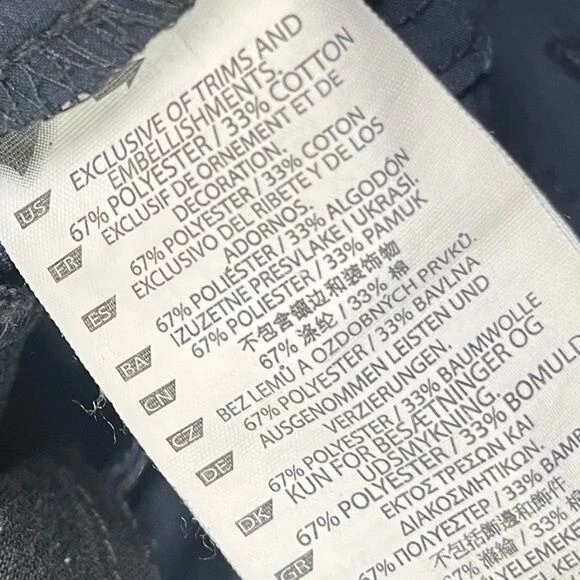 US EXCLUSIVE OF TRIMS AND
EMBELLISHMENTS.
67% POLYESTER / 33% COTTON
FR EXCLUSIF DE ORNEMENT ET DE
DECORATION.
67% POLYESTER / 33% COTON
ES EXCLUSIVO DEL RIBETE Y DE LOS
ADORNOS.
67% POLIÉSTER / 33% ALGODÓN
BA IZUZETNE PRESVLAKE I UKRASI.
67% POLIESTER / 33% PAMUK
CN 不包含镶边和装饰物
67% 涤纶 / 33% 棉
CZ BEZ LEMŮ A OZDOBNÝCH PRVKŮ.
67% POLYESTER / 33% BAVLNA
DE AUSGENOMMEN LEISTEN UND
VERZIERUNGEN.
67% POLYESTER / 33% BAUMWOLLE
DK KUN FOR BESÆTNINGER OG
UDSMYKNING.
67% POLYESTER / 33% BOMULD
GR ΕΚΤΟΣ ΤΡΕΣΩΝ ΚΑΙ
ΔΙΑΚΟΣΜΗΤΙΚΩΝ.
67% ΠΟΛΥΕΣΤΕΡ / 33% ΒΑΜΒ
不包括飾邊和飾件
67% 滌綸 / 33%